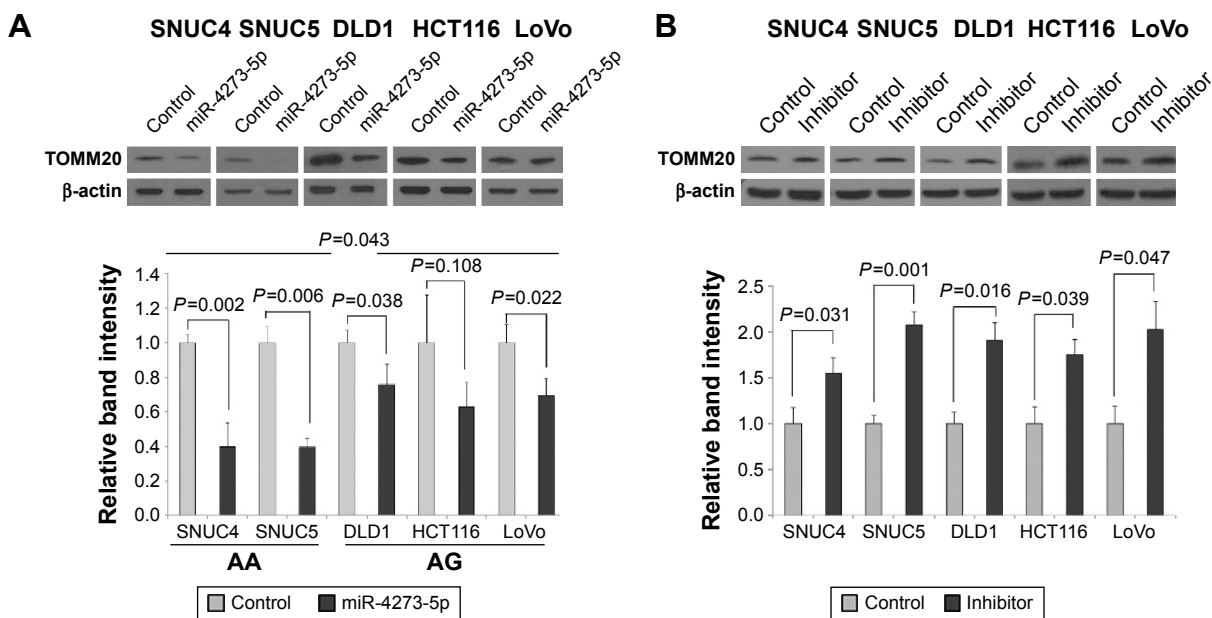 A
SNUC4 SNUC5 DLD1 HCT116 LoVo
Control miR-4273-5p Control miR-4273-5p Control miR-4273-5p Control miR-4273-5p Control miR-4273-5p
TOMM20
β-actin
P=0.043
P=0.002 P=0.006 P=0.038 P=0.108 P=0.022
Relative band intensity
1.4
1.2
1.0
0.8
0.6
0.4
0.2
0.0
SNUC4 SNUC5 DLD1 HCT116 LoVo
AA AG
Control miR-4273-5p
B
SNUC4 SNUC5 DLD1 HCT116 LoVo
Control Inhibitor Control Inhibitor Control Inhibitor Control Inhibitor Control Inhibitor
TOMM20
β-actin
P=0.031 P=0.001 P=0.016 P=0.039 P=0.047
Relative band intensity
2.5
2.0
1.5
1.0
0.5
0.0
SNUC4 SNUC5 DLD1 HCT116 LoVo
Control Inhibitor